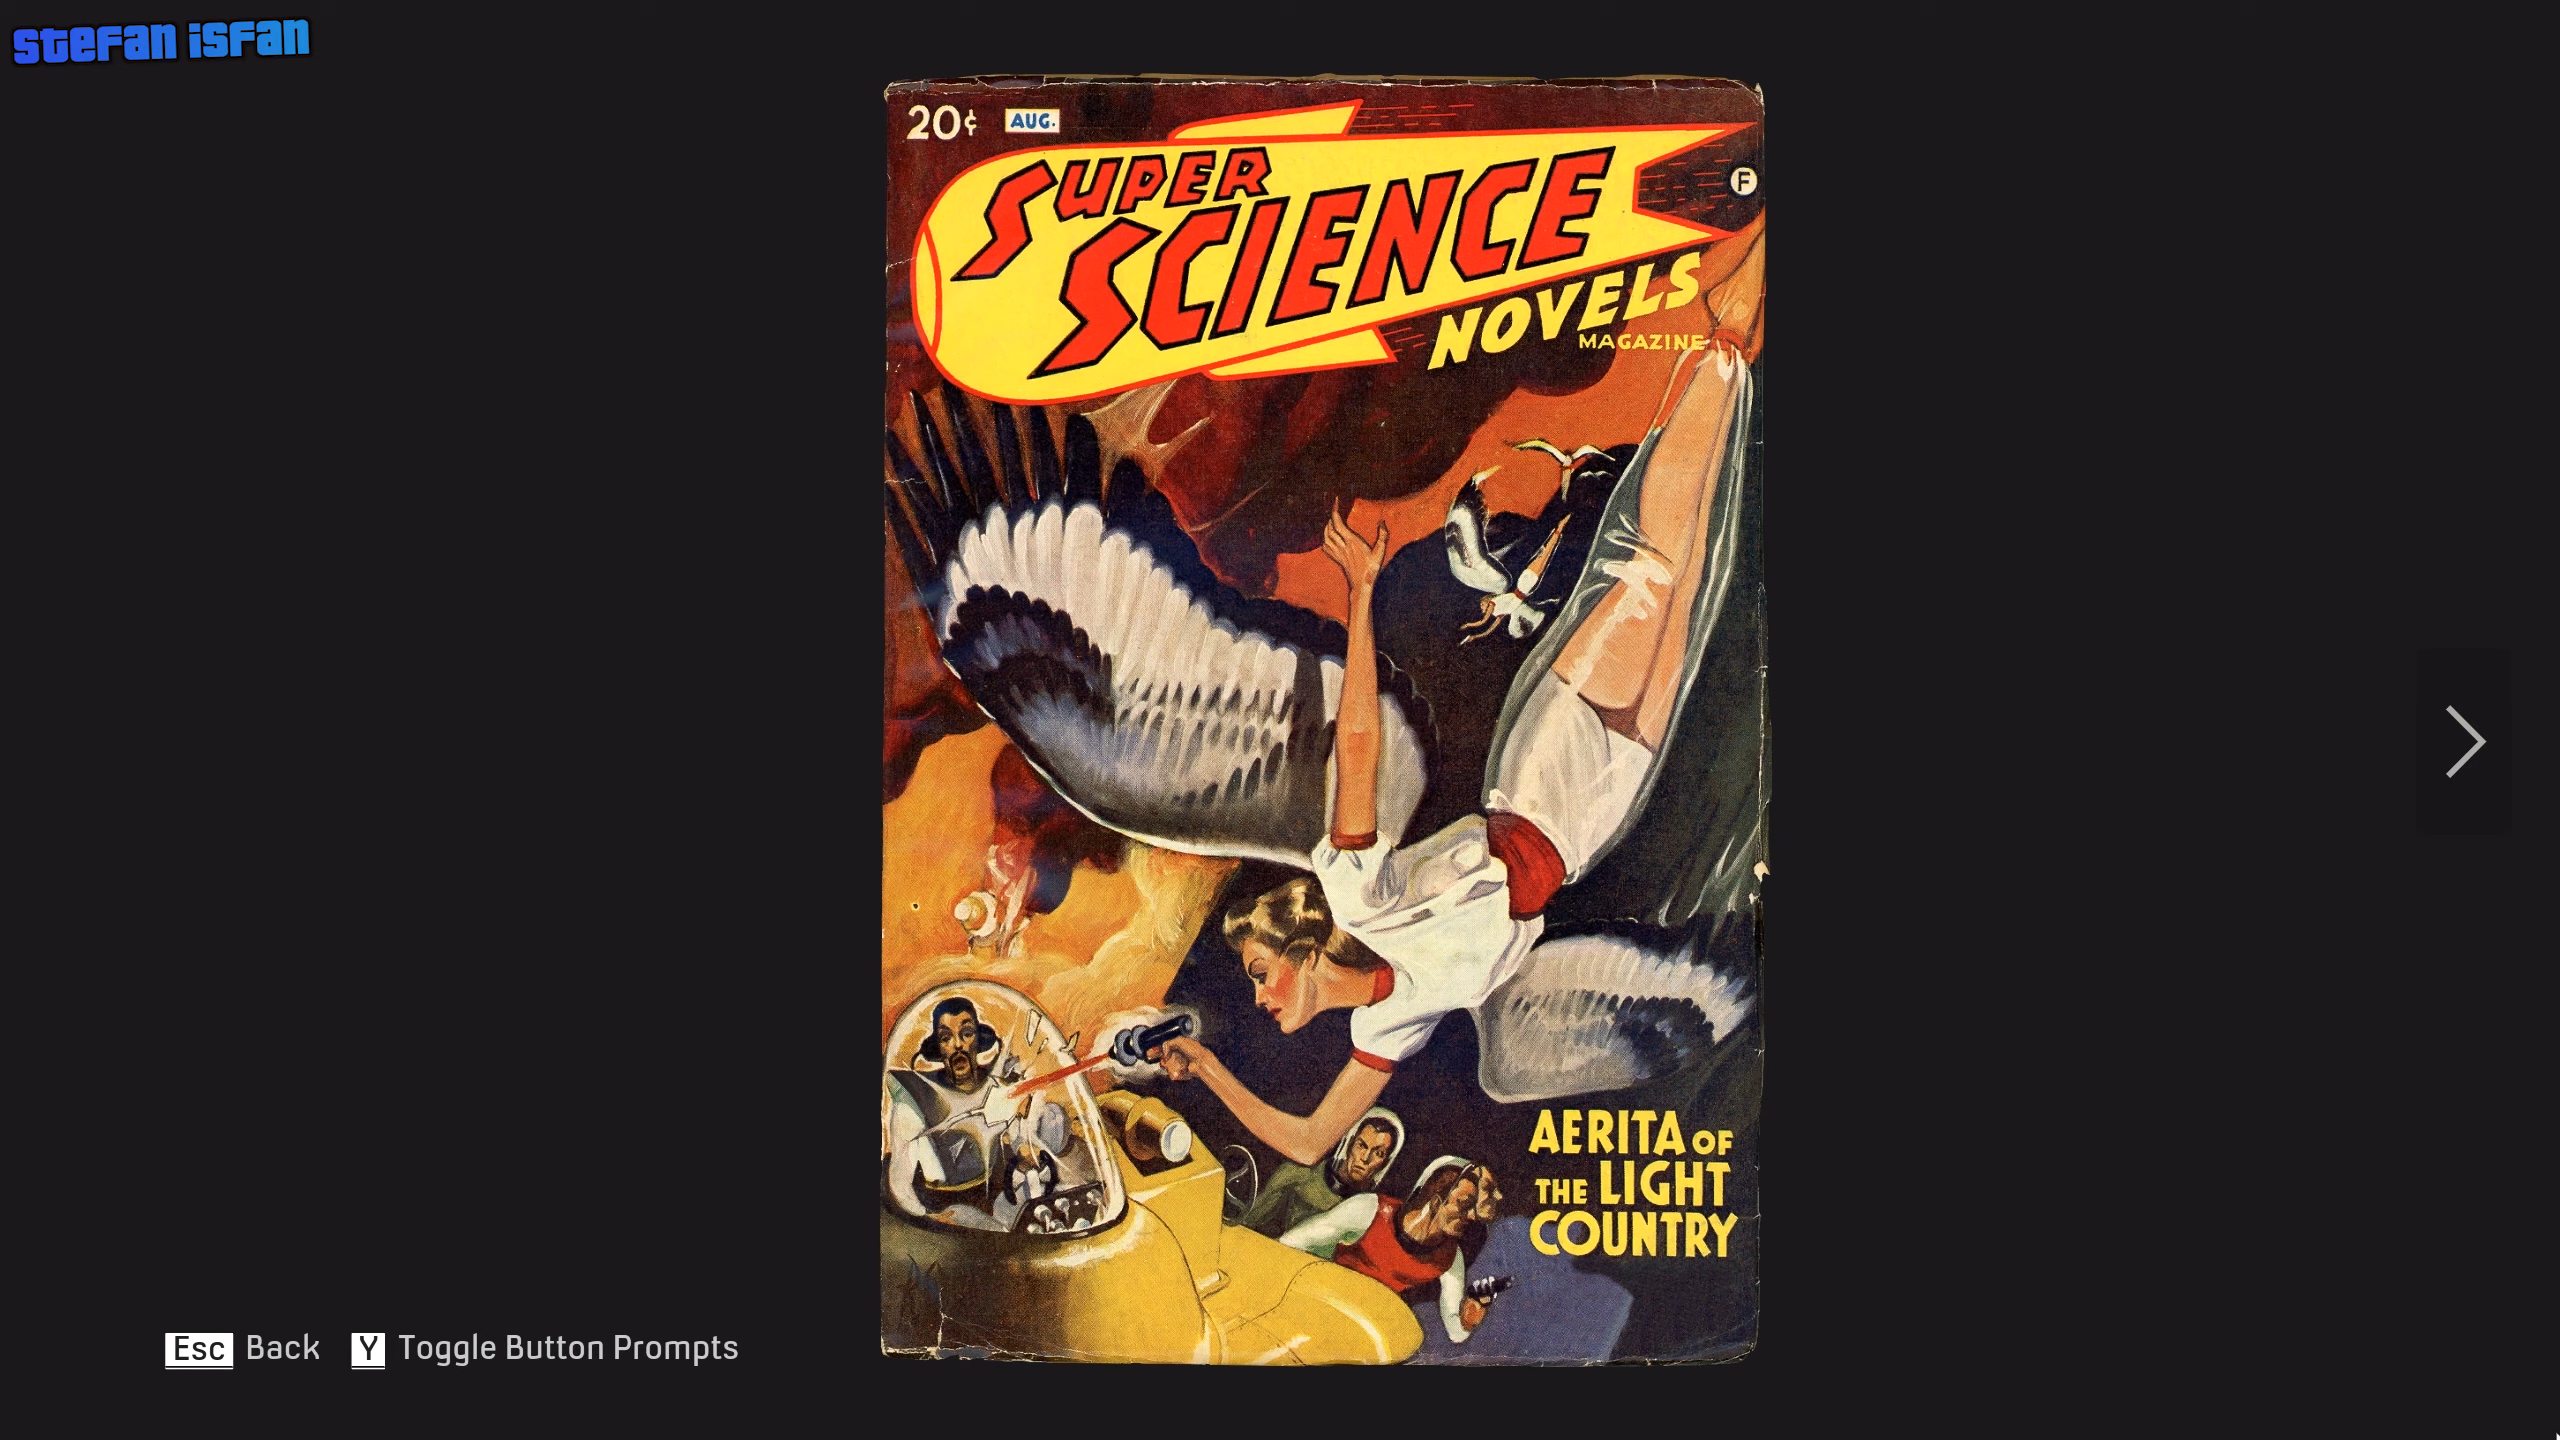 STEFAN ISFAN
20¢ AUG.
SUPER
SCIENCE
F
NOVELS
MAGAZINE
AERITA OF
THE LIGHT
COUNTRY
Esc Back Y Toggle Button Prompts